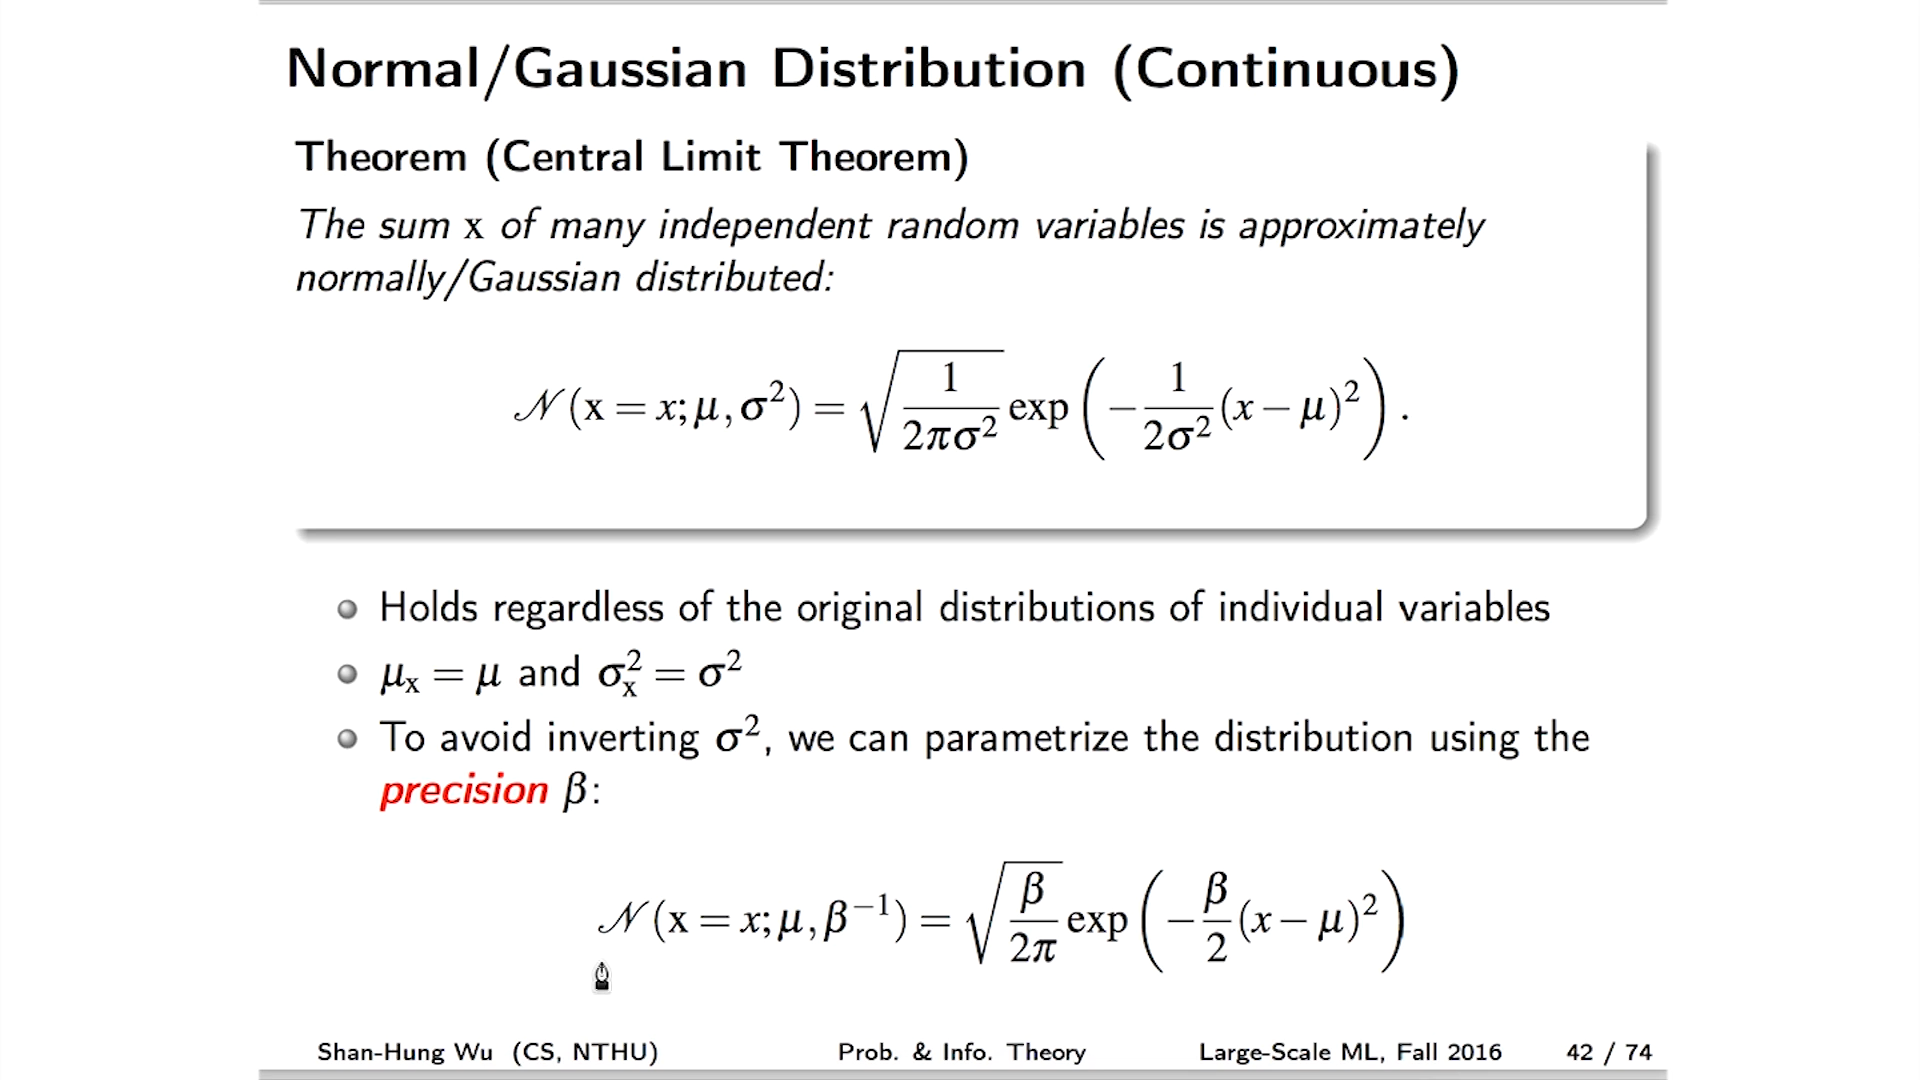 Normal/Gaussian Distribution (Continuous)
Theorem (Central Limit Theorem)
The sum x of many independent random variables is approximately
normally/Gaussian distributed:
𝒩(x = x; μ, σ²) = √(1/(2πσ²)) exp(−1/(2σ²) (x − μ)²).
Holds regardless of the original distributions of individual variables
μₓ = μ and σₓ² = σ²
To avoid inverting σ², we can parametrize the distribution using the
precision β:
𝒩(x = x; μ, β⁻¹) = √(β/(2π)) exp(−β/2 (x − μ)²)
Shan-Hung Wu (CS, NTHU) Prob. & Info. Theory Large-Scale ML, Fall 2016 42 / 74